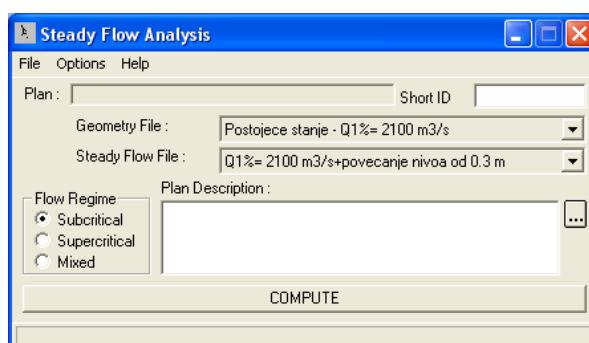 Steady Flow Analysis
File Options Help
Plan : Short ID
Geometry File : Postojece stanje - Q1%= 2100 m3/s
Steady Flow File : Q1%= 2100 m3/s+povecanje nivoa od 0.3 m
Flow Regime Plan Description :
Subcritical
...
Supercritical
Mixed
COMPUTE